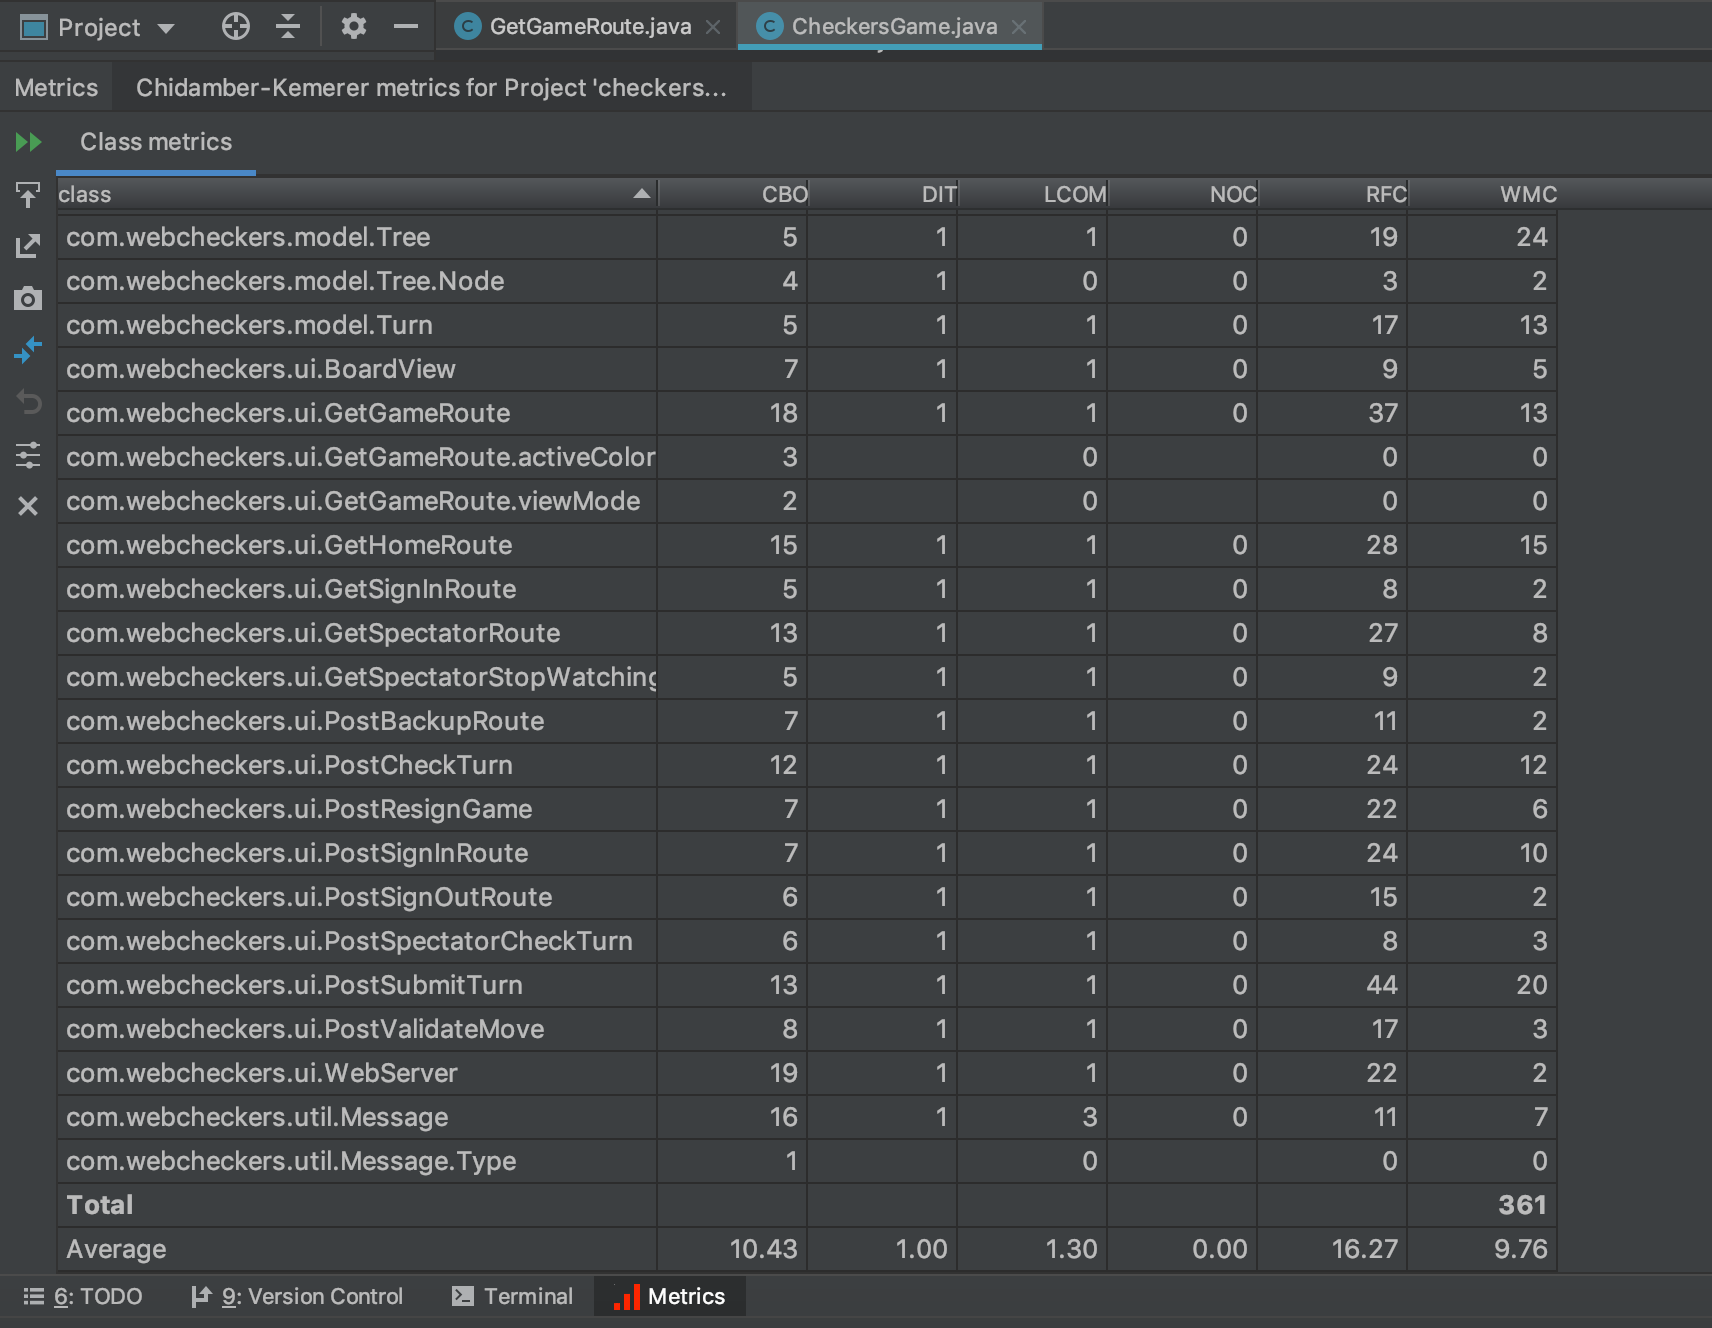 Project GetGameRoute.java CheckersGame.java
Metrics Chidamber-Kemerer metrics for Project 'checkers...
Class metrics
class CBO DIT LCOM NOC RFC WMC
com.webcheckers.model.Tree 5 1 1 0 19 24
com.webcheckers.model.Tree.Node 4 1 0 0 3 2
com.webcheckers.model.Turn 5 1 1 0 17 13
com.webcheckers.ui.BoardView 7 1 1 0 9 5
com.webcheckers.ui.GetGameRoute 18 1 1 0 37 13
com.webcheckers.ui.GetGameRoute.activeColor 3 0 0 0
com.webcheckers.ui.GetGameRoute.viewMode 2 0 0 0
com.webcheckers.ui.GetHomeRoute 15 1 1 0 28 15
com.webcheckers.ui.GetSignInRoute 5 1 1 0 8 2
com.webcheckers.ui.GetSpectatorRoute 13 1 1 0 27 8
com.webcheckers.ui.GetSpectatorStopWatching 5 1 1 0 9 2
com.webcheckers.ui.PostBackupRoute 7 1 1 0 11 2
com.webcheckers.ui.PostCheckTurn 12 1 1 0 24 12
com.webcheckers.ui.PostResignGame 7 1 1 0 22 6
com.webcheckers.ui.PostSignInRoute 7 1 1 0 24 10
com.webcheckers.ui.PostSignOutRoute 6 1 1 0 15 2
com.webcheckers.ui.PostSpectatorCheckTurn 6 1 1 0 8 3
com.webcheckers.ui.PostSubmitTurn 13 1 1 0 44 20
com.webcheckers.ui.PostValidateMove 8 1 1 0 17 3
com.webcheckers.ui.WebServer 19 1 1 0 22 2
com.webcheckers.util.Message 16 1 3 0 11 7
com.webcheckers.util.Message.Type 1 0 0 0
Total 361
Average 10.43 1.00 1.30 0.00 16.27 9.76
6: TODO 9: Version Control Terminal Metrics